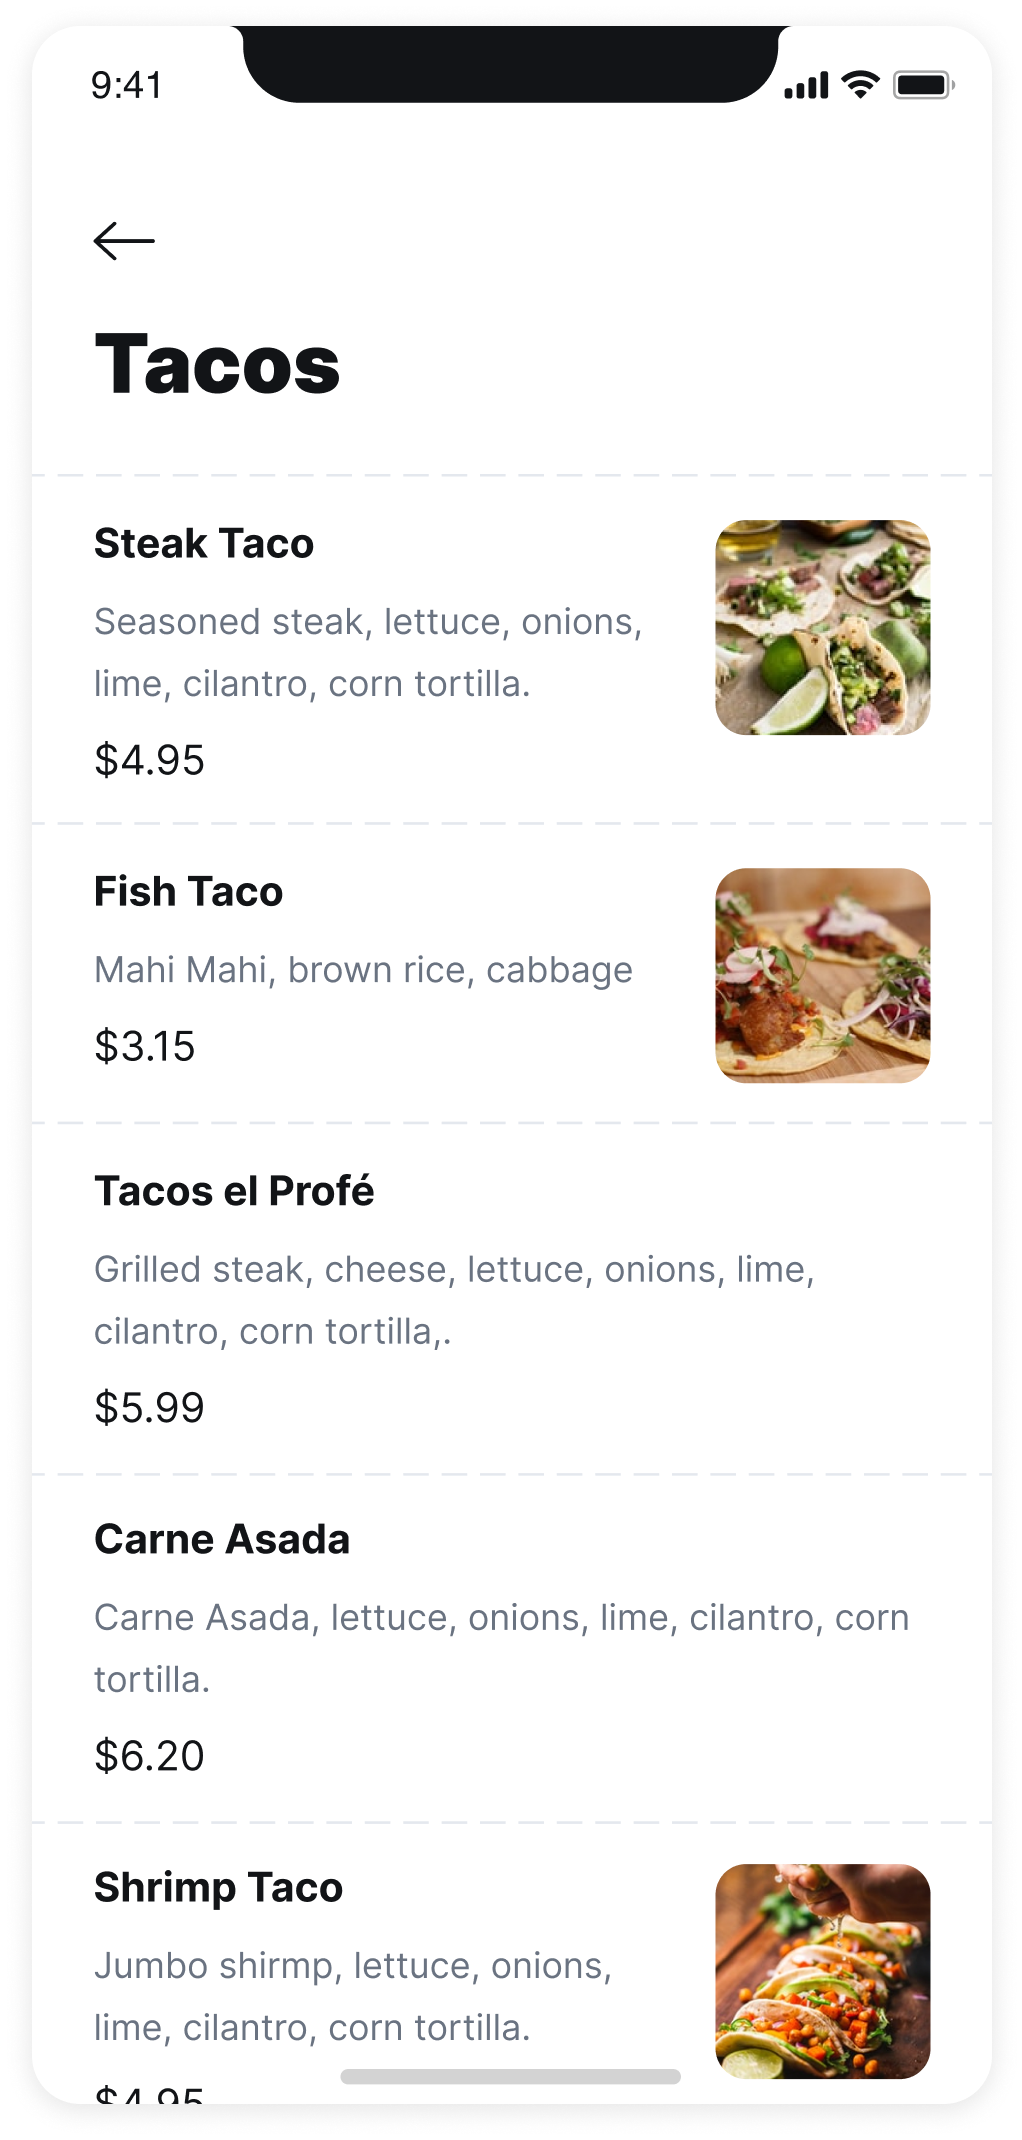 9:41
Tacos
Steak Taco
Seasoned steak, lettuce, onions,
lime, cilantro, corn tortilla.
$4.95
Fish Taco
Mahi Mahi, brown rice, cabbage
$3.15
Tacos el Profé
Grilled steak, cheese, lettuce, onions, lime,
cilantro, corn tortilla,.
$5.99
Carne Asada
Carne Asada, lettuce, onions, lime, cilantro, corn
tortilla.
$6.20
Shrimp Taco
Jumbo shirmp, lettuce, onions,
lime, cilantro, corn tortilla.
$4.95